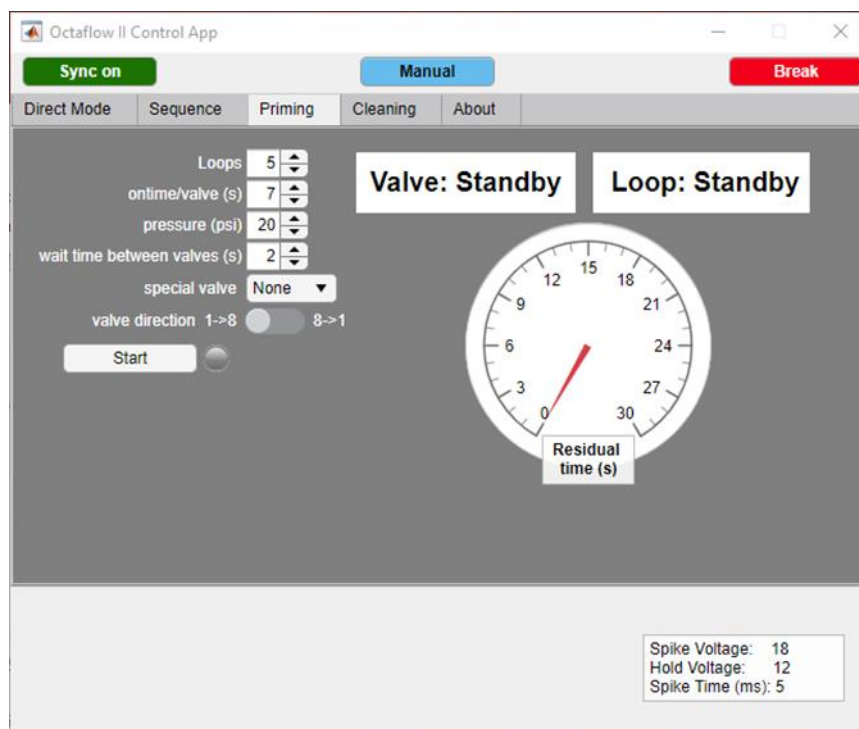 Octaflow II Control App
Sync on
Manual
Break
Direct Mode
Sequence
Priming
Cleaning
About
Loops 5
ontime/valve (s) 7
pressure (psi) 20
wait time between valves (s) 2
special valve None
valve direction 1->8 8->1
Start
Valve: Standby
Loop: Standby
0
3
6
9
12
15
18
21
24
27
30
Residual
time (s)
Spike Voltage: 18
Hold Voltage: 12
Spike Time (ms): 5